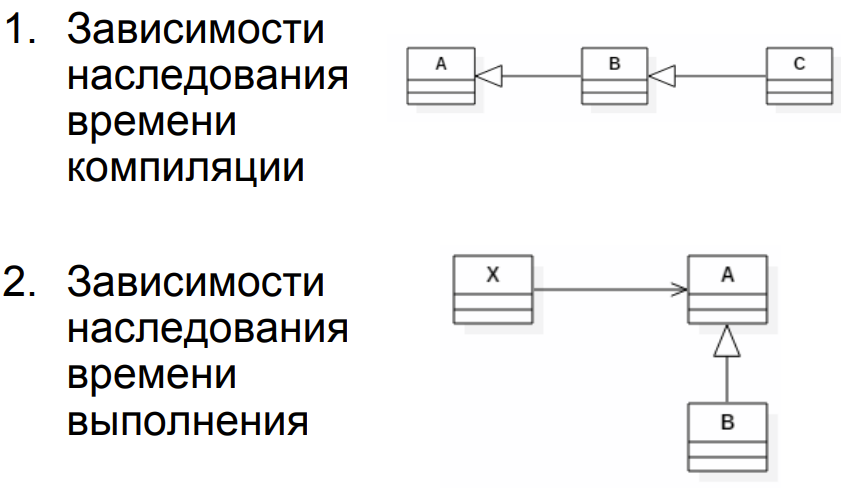 1. Зависимости
наследования
времени
компиляции
A B C
2. Зависимости
наследования
времени
выполнения
X A
B